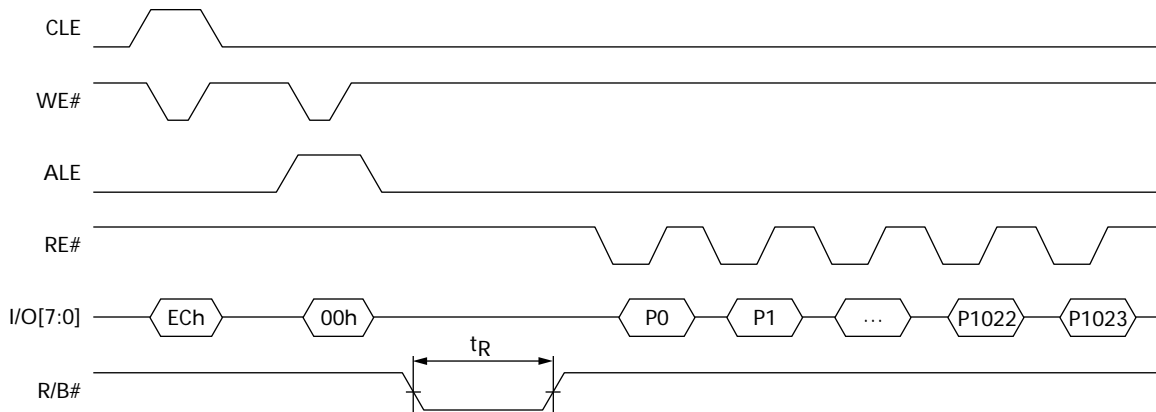 CLE
WE#
ALE
RE#
I/O[7:0] ECh 00h P0 P1 ... P1022 P1023
tR
R/B#